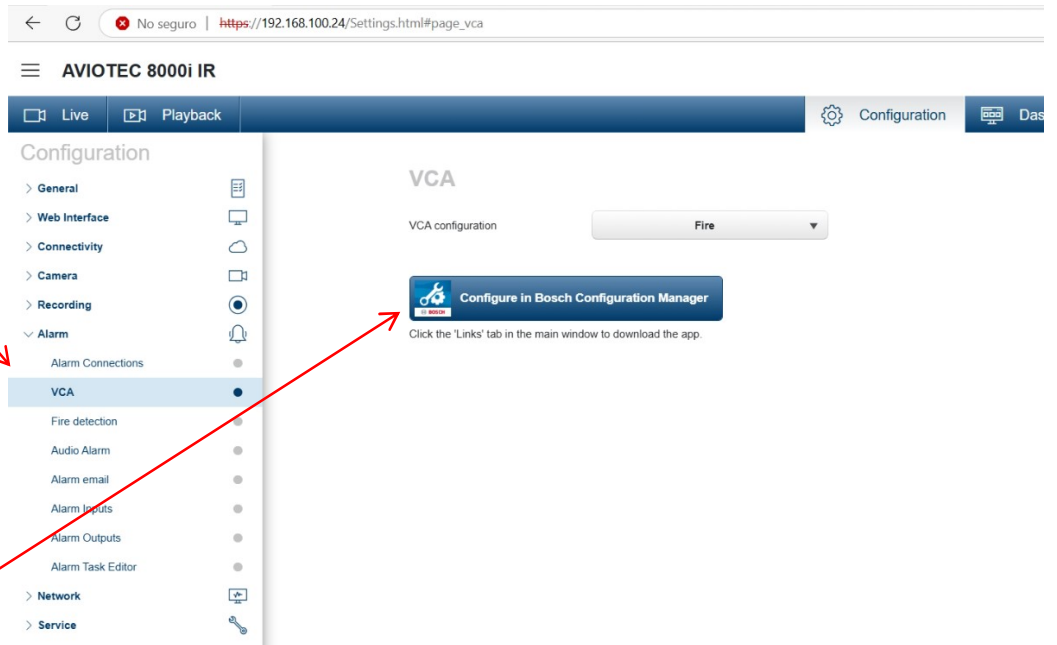 No seguro | https://192.168.100.24/Settings.html#page_vca
AVIOTEC 8000i IR
Live
Playback
Configuration
Das
Configuration
General
Web Interface
Connectivity
Camera
Recording
Alarm
Alarm Connections
VCA
Fire detection
Audio Alarm
Alarm email
Alarm Inputs
Alarm Outputs
Alarm Task Editor
Network
Service
VCA
VCA configuration
Fire
BOSCH
Configure in Bosch Configuration Manager
Click the 'Links' tab in the main window to download the app.